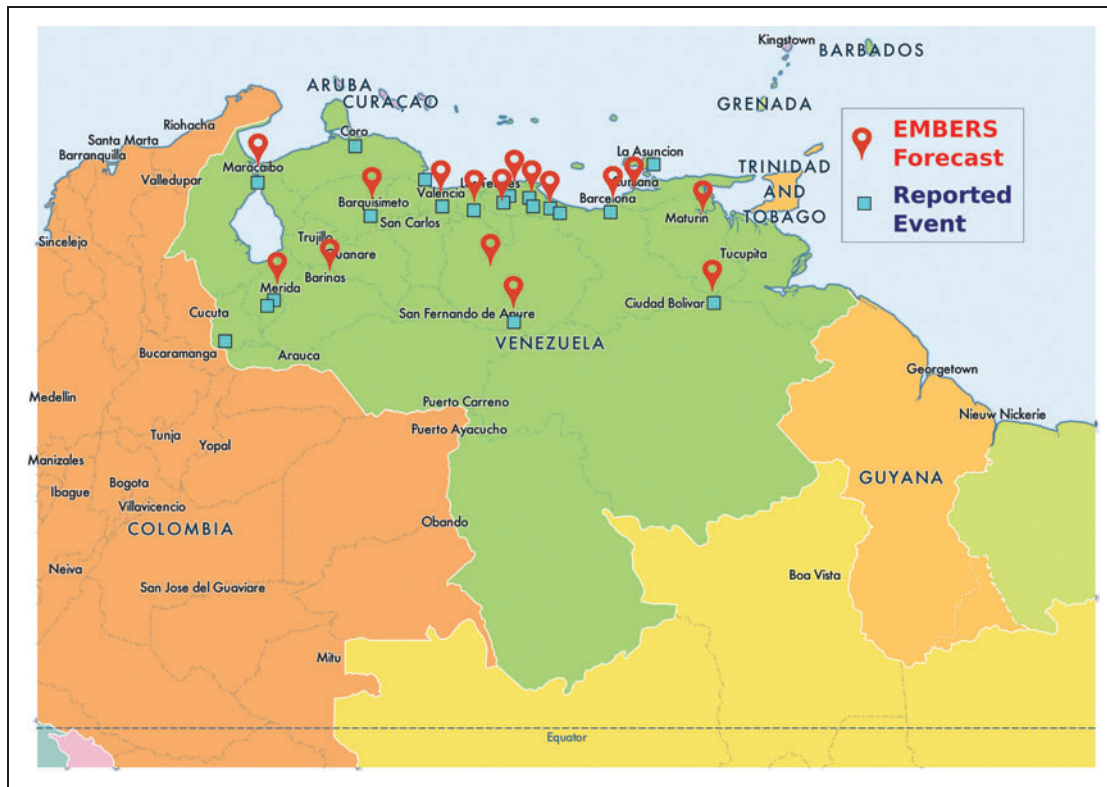 Kingstown
BARBADOS
ARUBA
CURACAO
GRENADA
EMBERS
Forecast
Reported
Event
Riohacha
Santa Marta
Barranquilla
Coro
La Asuncion
Maracaibo
Valledupar
TRINIDAD
AND
TOBAGO
Valencia
Barquisimeto
Barcelona
San Carlos
Maturin
Sincelejo
Trujillo
Barinas
Tucupita
Merida
Cucuta
San Fernando de Apure
Ciudad Bolivar
VENEZUELA
Bucaramanga
Arauca
Georgetown
Medellin
Puerto Carreno
Nieuw Nickerie
Tunja
Yopal
Puerto Ayacucho
Manizales
Bogota
Ibague
Villavicencio
GUYANA
COLOMBIA
Obando
Neiva
San Jose del Guaviare
Boa Vista
Mitu
Equator